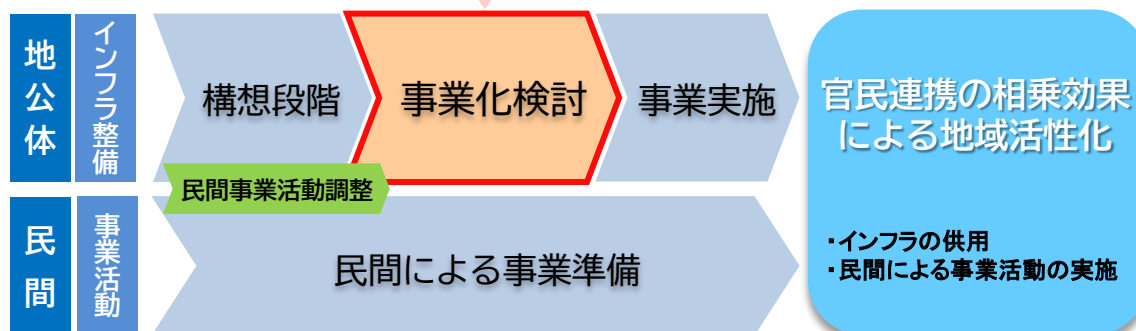 地公体
インフラ整備
構想段階
事業化検討
事業実施
民間事業活動調整
民間
事業活動
民間による事業準備
官民連携の相乗効果
による地域活性化
・インフラの供用
・民間による事業活動の実施